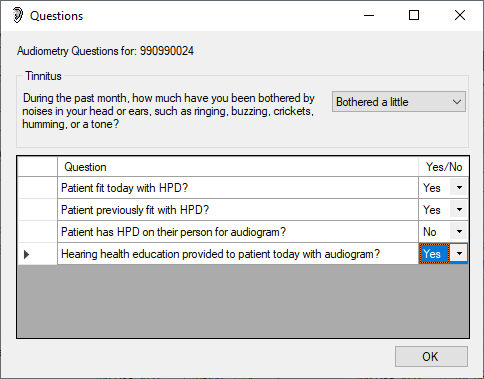 Questions
Audiometry Questions for: 990990024
Tinnitus
During the past month, how much have you been bothered by
noises in your head or ears, such as ringing, buzzing, crickets,
humming, or a tone?
Bothered a little
Question Yes/No
Patient fit today with HPD? Yes
Patient previously fit with HPD? Yes
Patient has HPD on their person for audiogram? No
Hearing health education provided to patient today with audiogram? Yes
OK